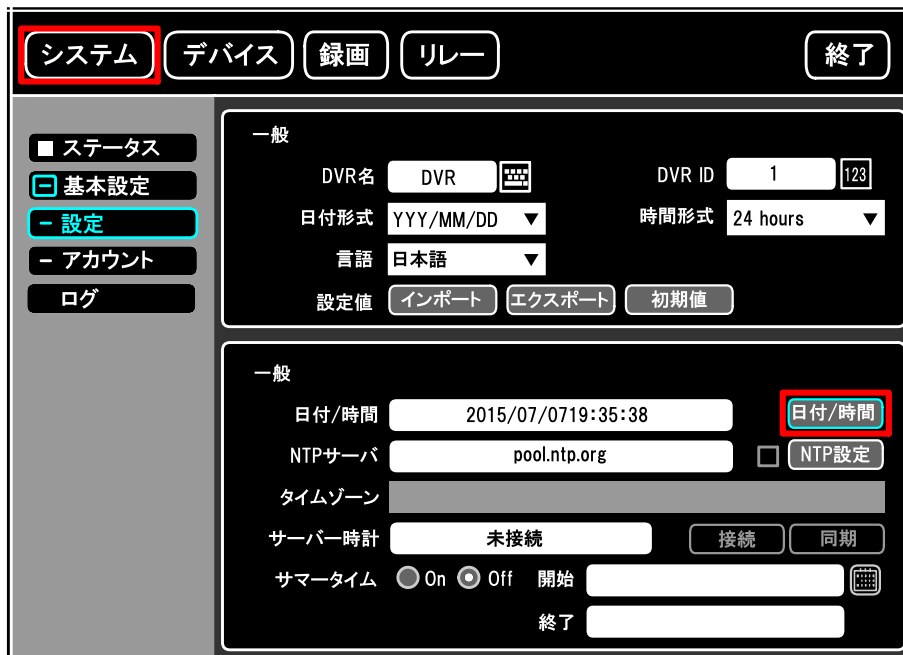 システム デバイス 録画 リレー 終了
ステータス
基本設定
設定
アカウント
ログ
一般
DVR名 DVR DVR ID 1 123
日付形式 YYY/MM/DD ▼ 時間形式 24 hours ▼
言語 日本語 ▼
設定値 インポート エクスポート 初期値
一般
日付/時間 2015/07/0719:35:38 日付/時間
NTPサーバ pool.ntp.org NTP設定
タイムゾーン
サーバー時計 未接続 接続 同期
サマータイム On Off 開始
終了